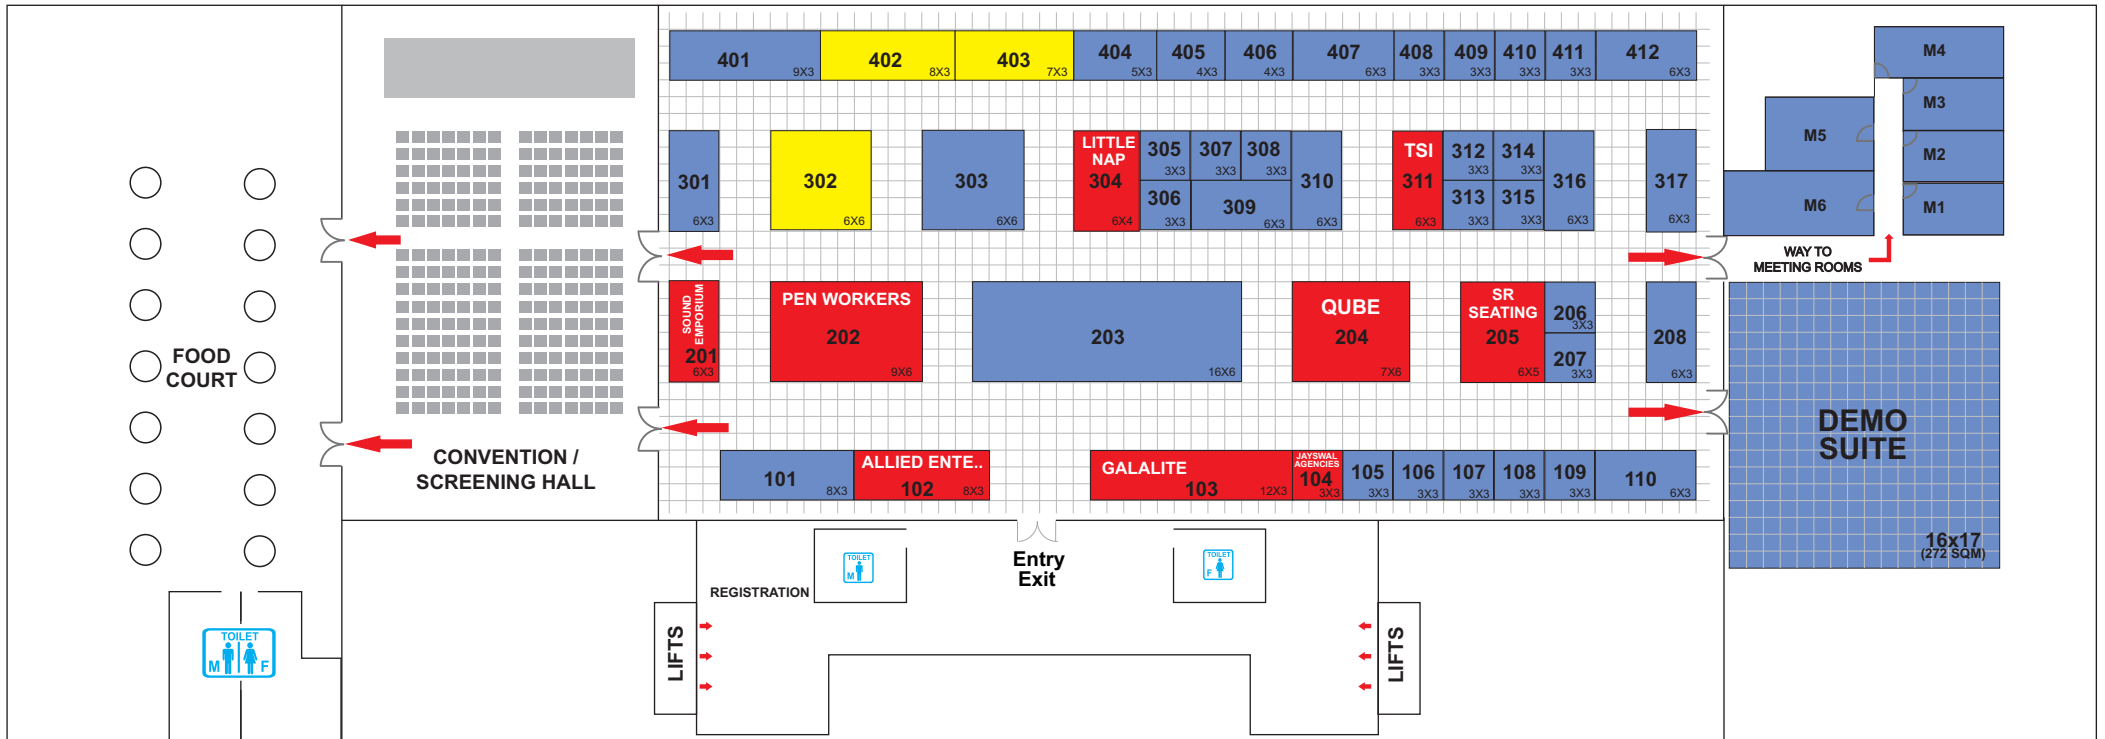 401 9X3
402 8X3
403 7X3
404 5X3
405 4X3
406 4X3
407 6X3
408 3X3
409 3X3
410 3X3
411 3X3
412 6X3
301 6X3
302 6X6
303 6X6
LITTLE
NAP
304
6X4
305 3X3
306 3X3
307 3X3
308 3X3
309 6X3
310 6X3
TSI
311
6X3
312 3X3
313 3X3
314 3X3
315 3X3
316 6X3
317 6X3
M4
M3
M2
M1
M5
M6
WAY TO
MEETING ROOMS
SOUND
EMPORIUM
201
6X3
PEN WORKERS
202
9X6
203
16X6
QUBE
204
7X6
SR
SEATING
205
6X5
206 3X3
207 3X3
208 6X3
FOOD
COURT
CONVENTION /
SCREENING HALL
DEMO
SUITE
16x17
(272 SQM)
101 8X3
ALLIED ENTE..
102 8X3
GALALITE
103 12X3
JAYSWAL
AGENCIES
104
3X3
105 3X3
106 3X3
107 3X3
108 3X3
109 3X3
110 6X3
Entry
Exit
TOILET
M
TOILET
F
REGISTRATION
LIFTS
LIFTS
TOILET
M F